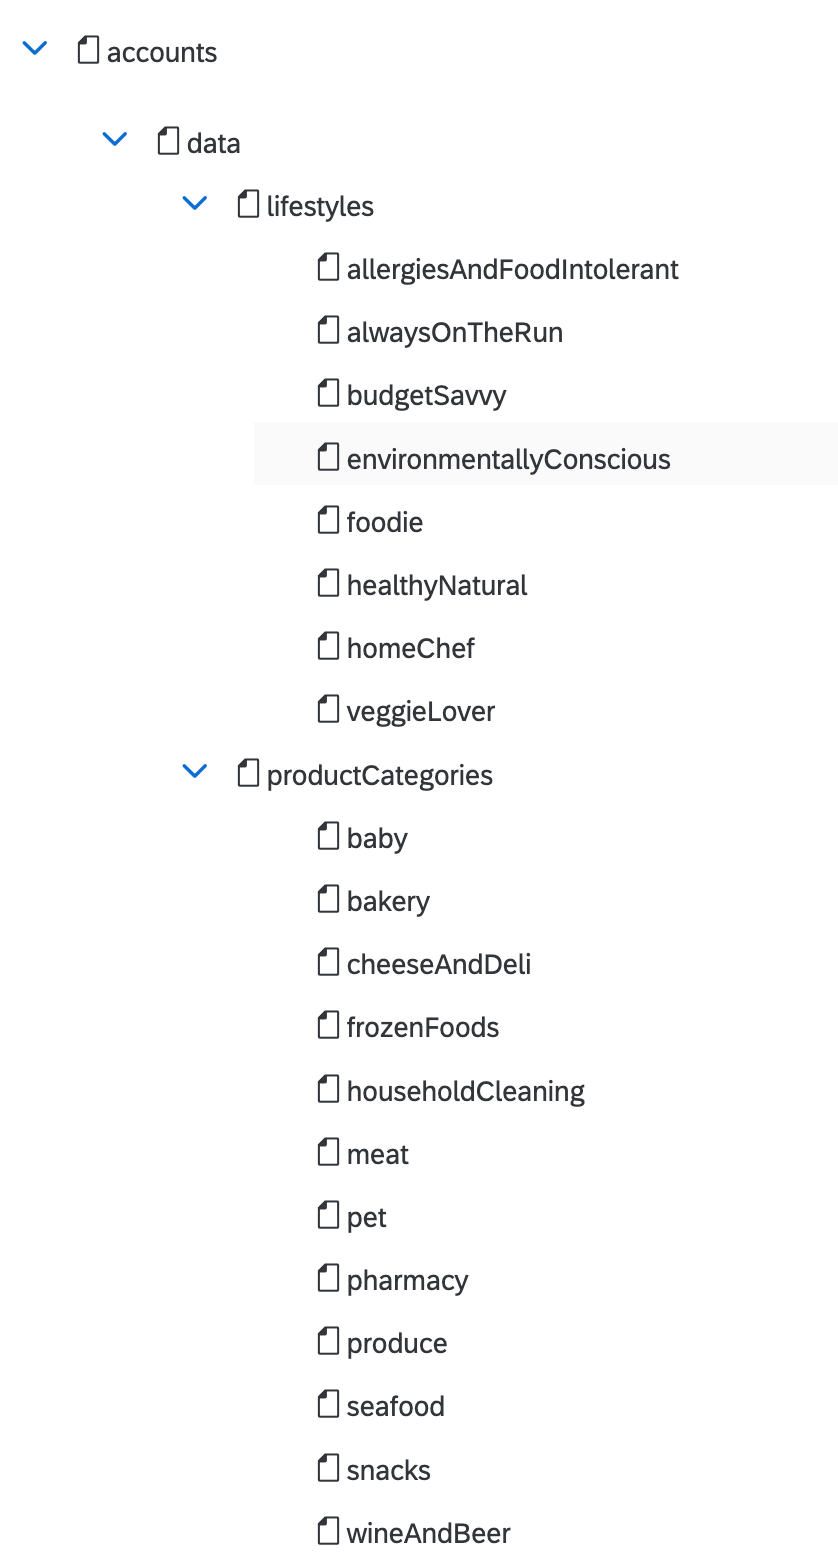 accounts
data
lifestyles
allergiesAndFoodIntolerant
alwaysOnTheRun
budgetSavvy
environmentallyConscious
foodie
healthyNatural
homeChef
veggieLover
productCategories
baby
bakery
cheeseAndDeli
frozenFoods
householdCleaning
meat
pet
pharmacy
produce
seafood
snacks
wineAndBeer